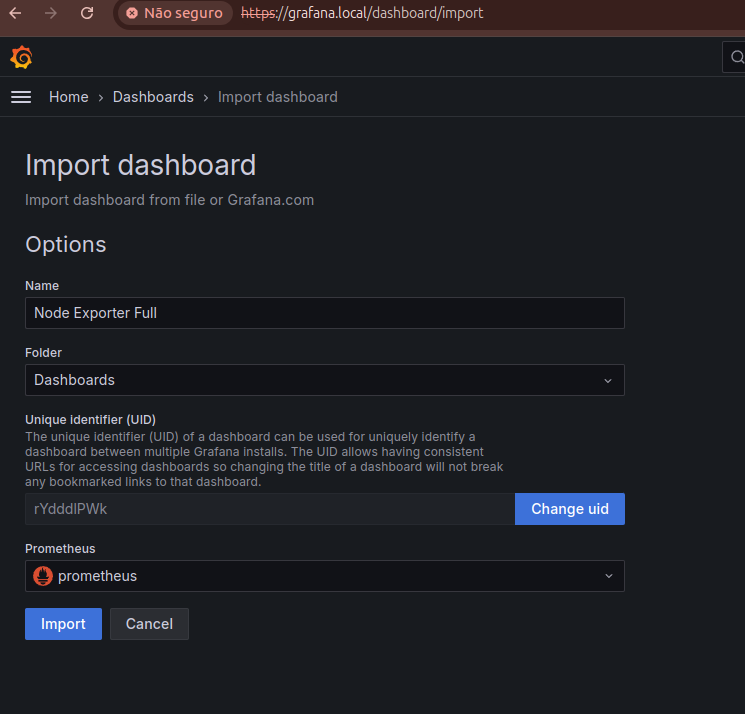 Não seguro https://grafana.local/dashboard/import
Home › Dashboards › Import dashboard
Import dashboard
Import dashboard from file or Grafana.com
Options
Name
Node Exporter Full
Folder
Dashboards
Unique identifier (UID)
The unique identifier (UID) of a dashboard can be used for uniquely identify a
dashboard between multiple Grafana installs. The UID allows having consistent
URLs for accessing dashboards so changing the title of a dashboard will not break
any bookmarked links to that dashboard.
rYdddlPWk Change uid
Prometheus
prometheus
Import Cancel